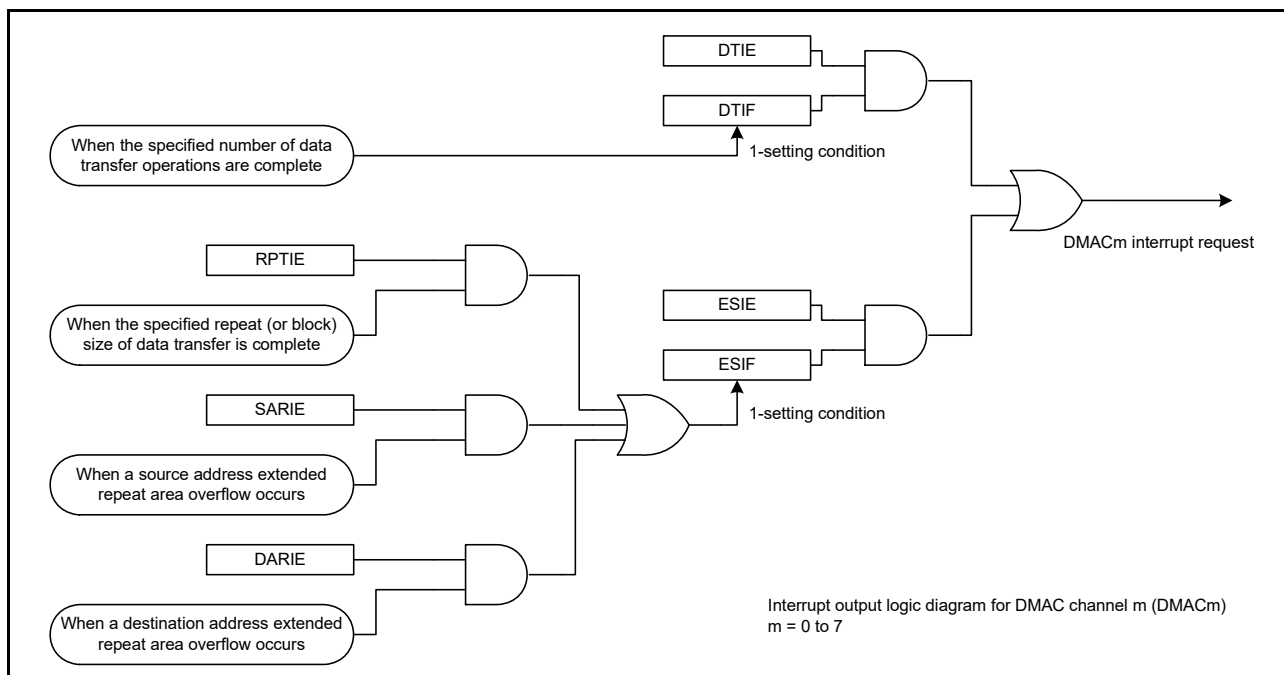 DTIE
DTIF
When the specified number of data
transfer operations are complete
1-setting condition
DMACm interrupt request
RPTIE
When the specified repeat (or block)
size of data transfer is complete
ESIE
ESIF
1-setting condition
SARIE
When a source address extended
repeat area overflow occurs
DARIE
When a destination address extended
repeat area overflow occurs
Interrupt output logic diagram for DMAC channel m (DMACm)
m = 0 to 7